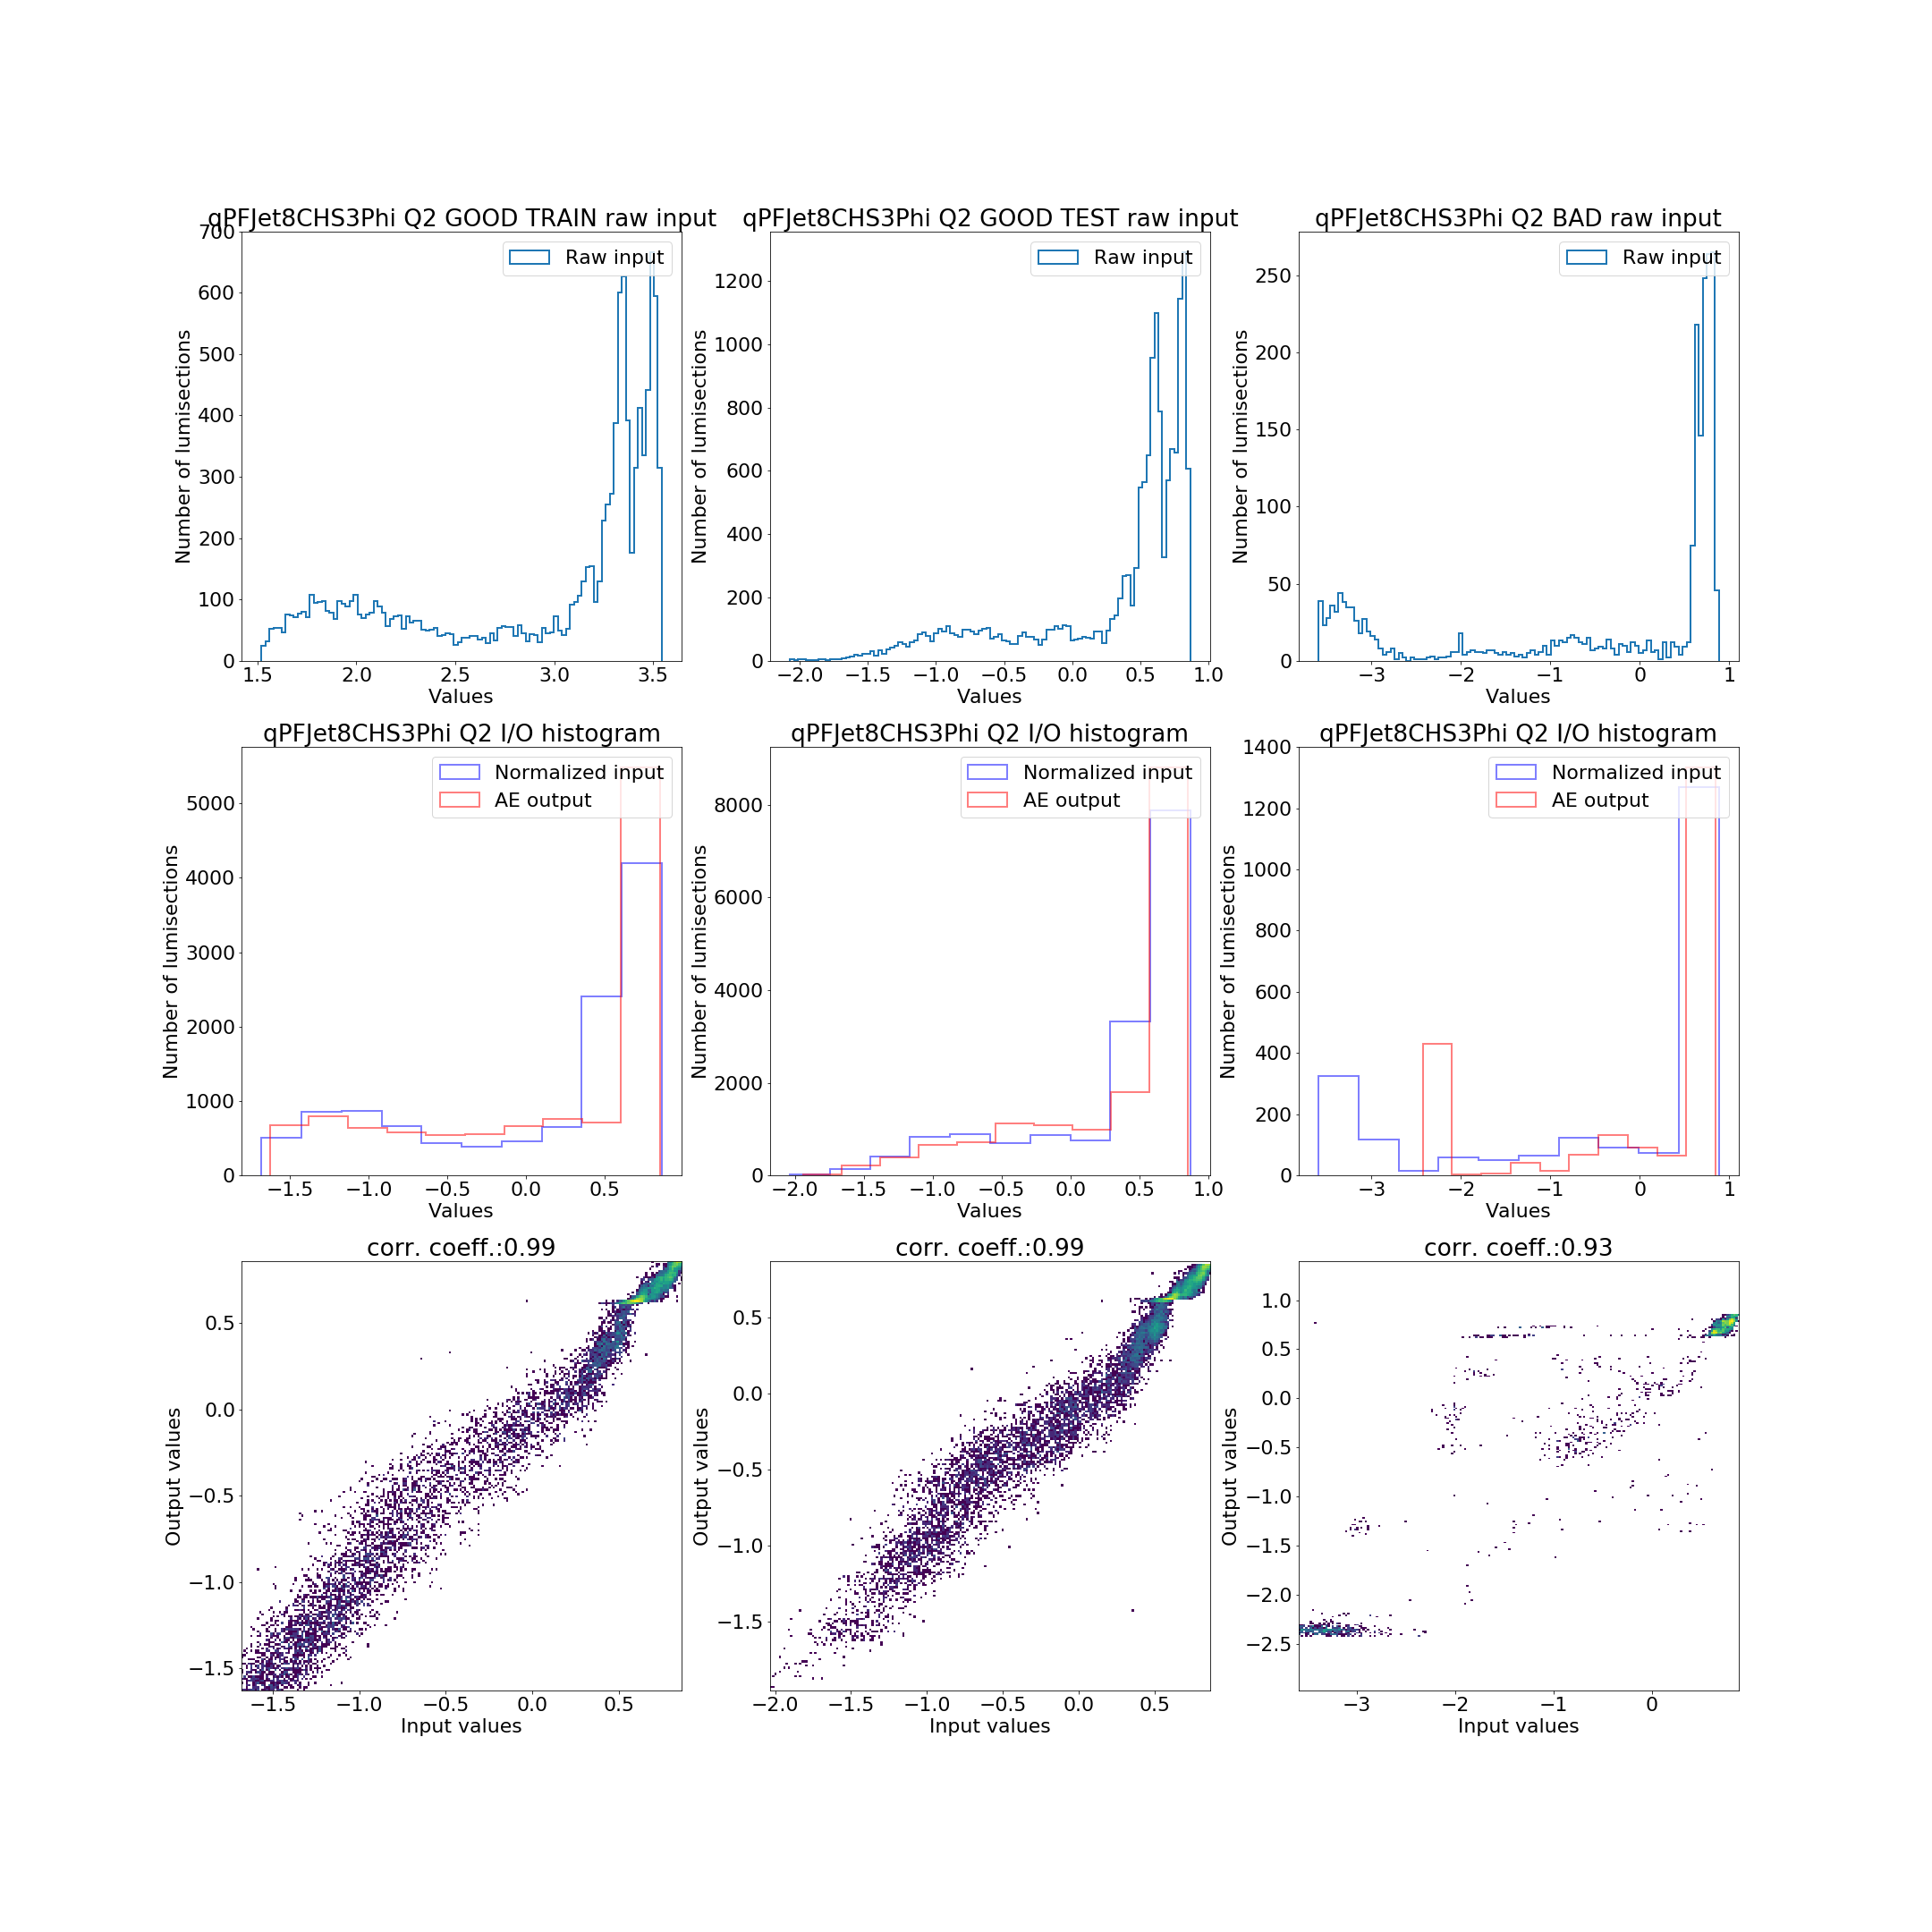 qPFJet8CHS3Phi Q2 GOOD TRAIN raw input
qPFJet8CHS3Phi Q2 GOOD TEST raw input
qPFJet8CHS3Phi Q2 BAD raw input
Raw input
Number of lumisections
0
100
200
300
400
500
600
700
1.5
2.0
2.5
3.0
3.5
Values
Raw input
Number of lumisections
0
200
400
600
800
1000
1200
−2.0
−1.5
−1.0
−0.5
0.0
0.5
1.0
Values
Raw input
Number of lumisections
0
50
100
150
200
250
−3
−2
−1
0
1
Values
qPFJet8CHS3Phi Q2 I/O histogram
Normalized input
AE output
Number of lumisections
0
1000
2000
3000
4000
5000
−1.5
−1.0
−0.5
0.0
0.5
Values
qPFJet8CHS3Phi Q2 I/O histogram
Normalized input
AE output
Number of lumisections
0
2000
4000
6000
8000
−2.0
−1.5
−1.0
−0.5
0.0
0.5
1.0
Values
qPFJet8CHS3Phi Q2 I/O histogram
Normalized input
AE output
Number of lumisections
0
200
400
600
800
1000
1200
1400
−3
−2
−1
0
1
Values
corr. coeff.:0.99
Output values
0.5
0.0
−0.5
−1.0
−1.5
−1.5
−1.0
−0.5
0.0
0.5
Input values
corr. coeff.:0.99
Output values
0.5
0.0
−0.5
−1.0
−1.5
−2.0
−1.5
−1.0
−0.5
0.0
0.5
Input values
corr. coeff.:0.93
Output values
1.0
0.5
0.0
−0.5
−1.0
−1.5
−2.0
−2.5
−3
−2
−1
0
Input values